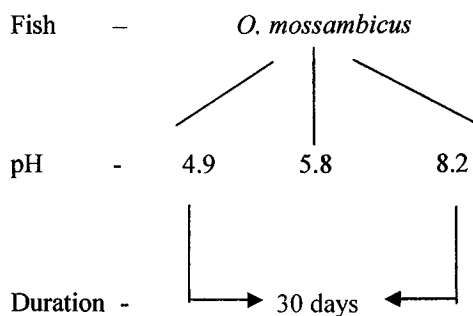 Fish – O. mossambicus
pH - 4.9 5.8 8.2
Duration - 30 days